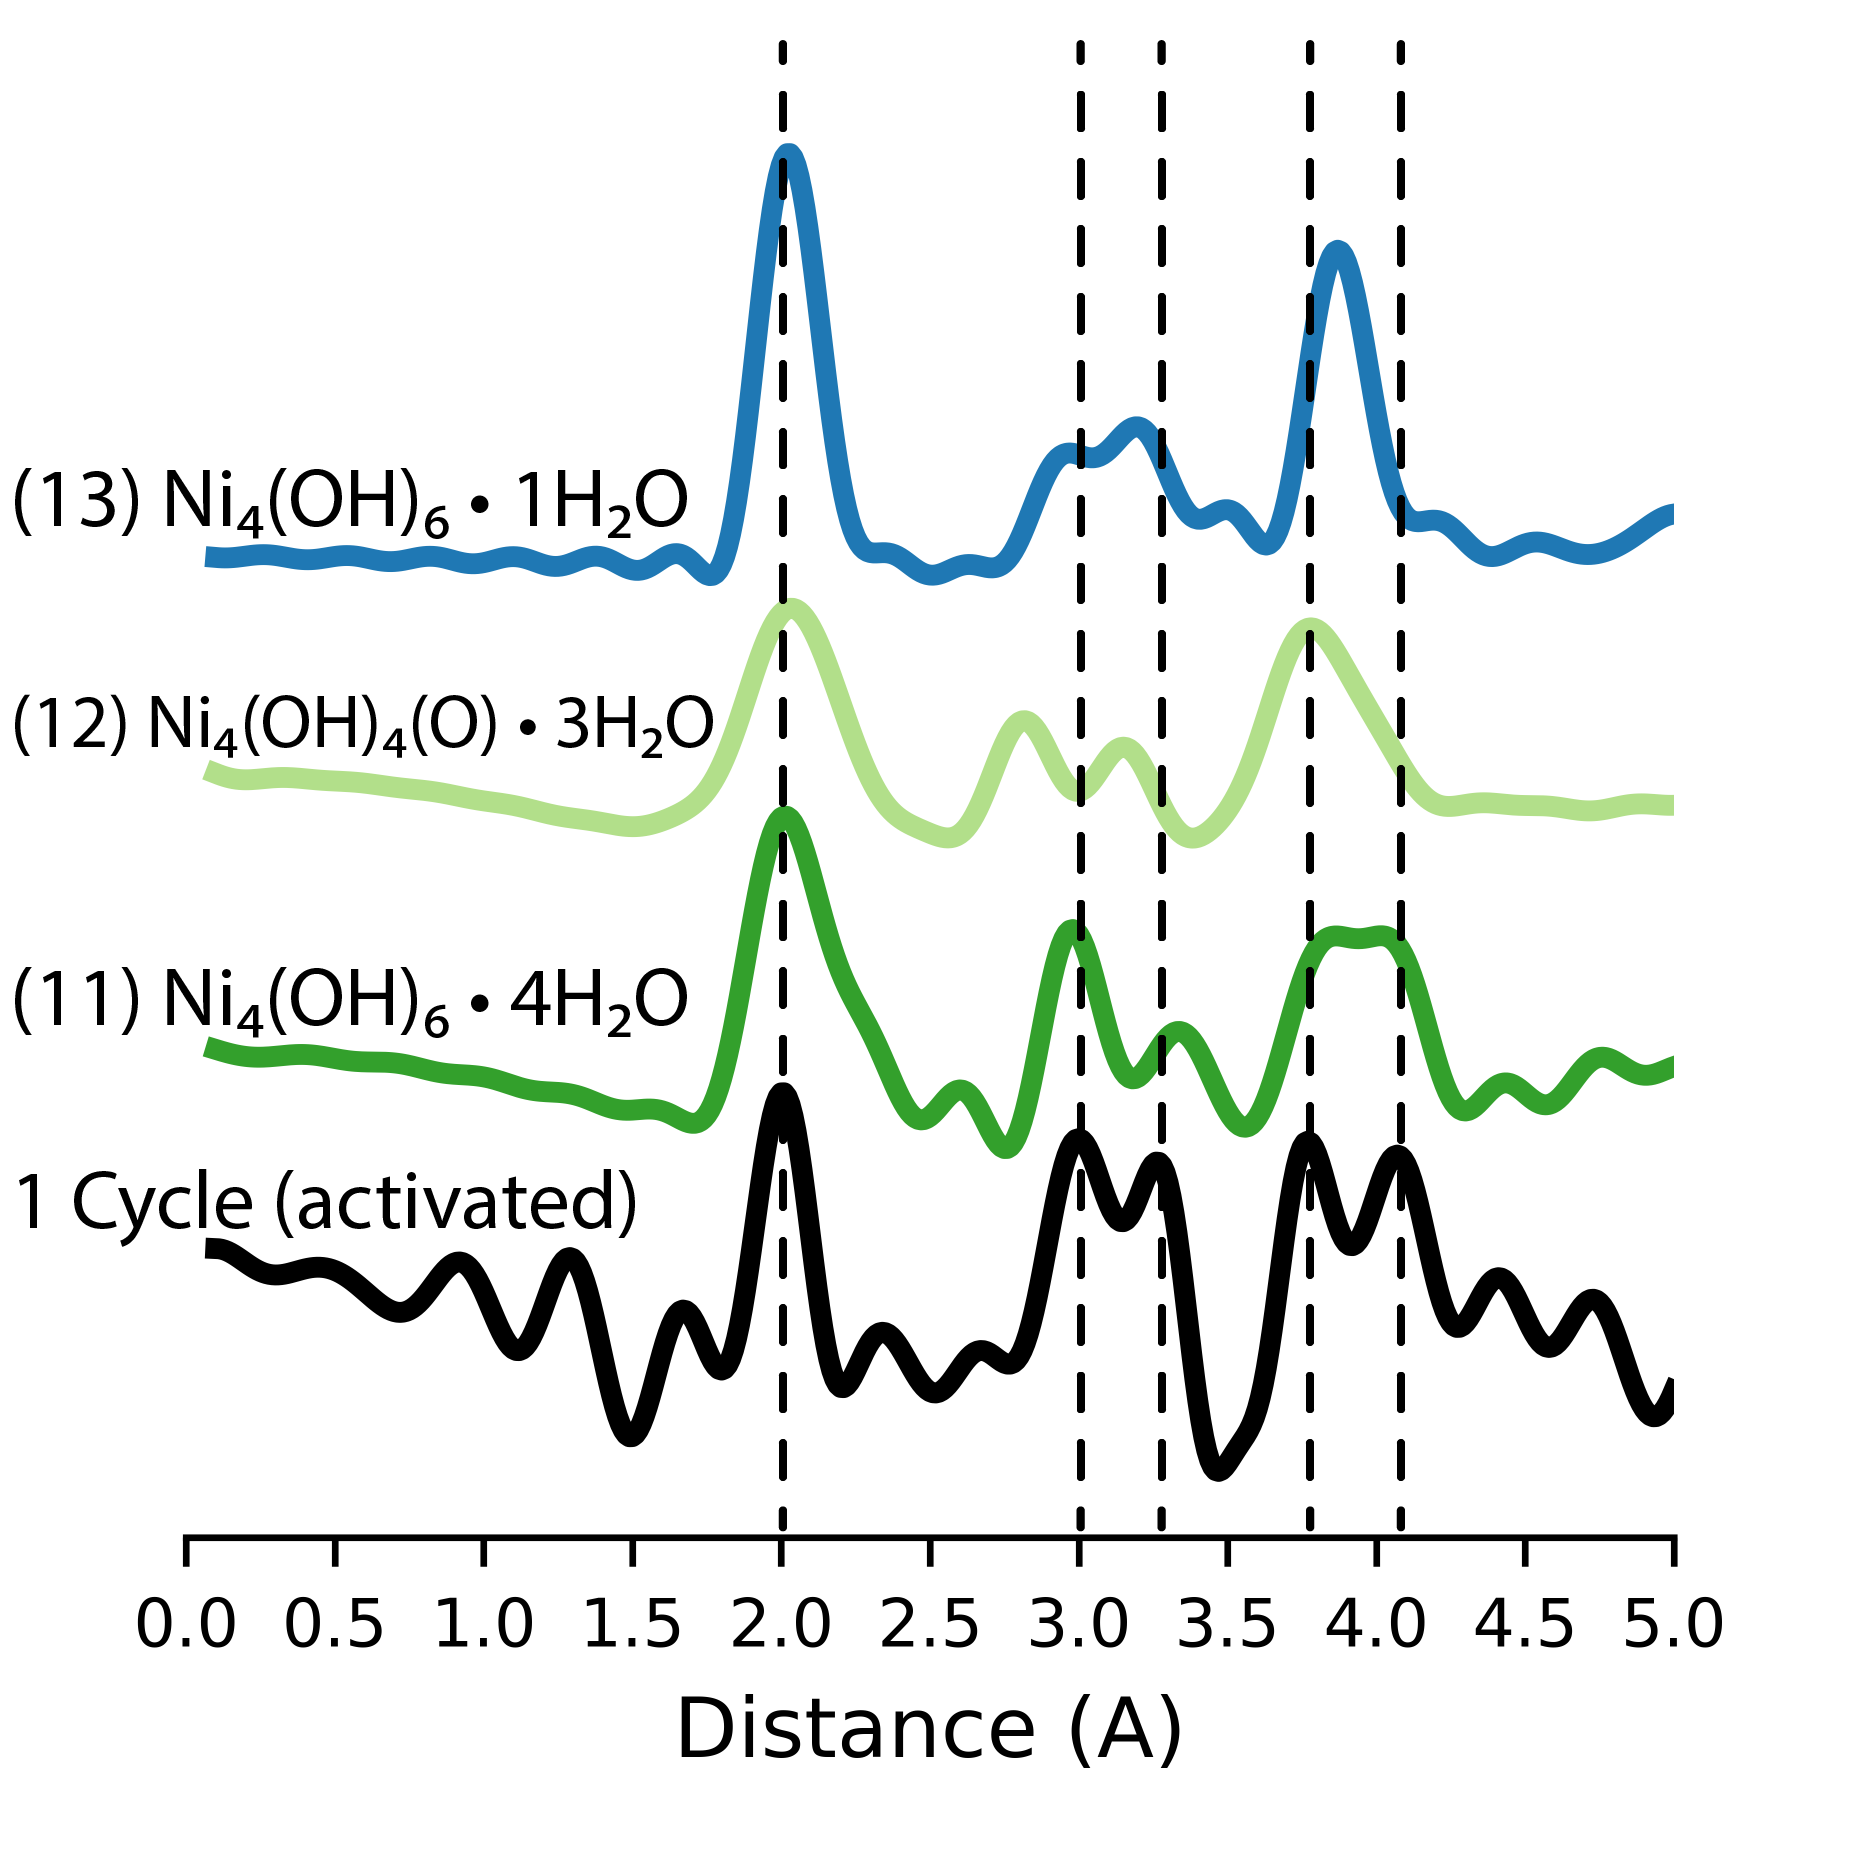 (13) Ni₄(OH)₆ • 1H₂O
(12) Ni₄(OH)₄(O) • 3H₂O
(11) Ni₄(OH)₆ • 4H₂O
1 Cycle (activated)
0.0 0.5 1.0 1.5 2.0 2.5 3.0 3.5 4.0 4.5 5.0
Distance (A)